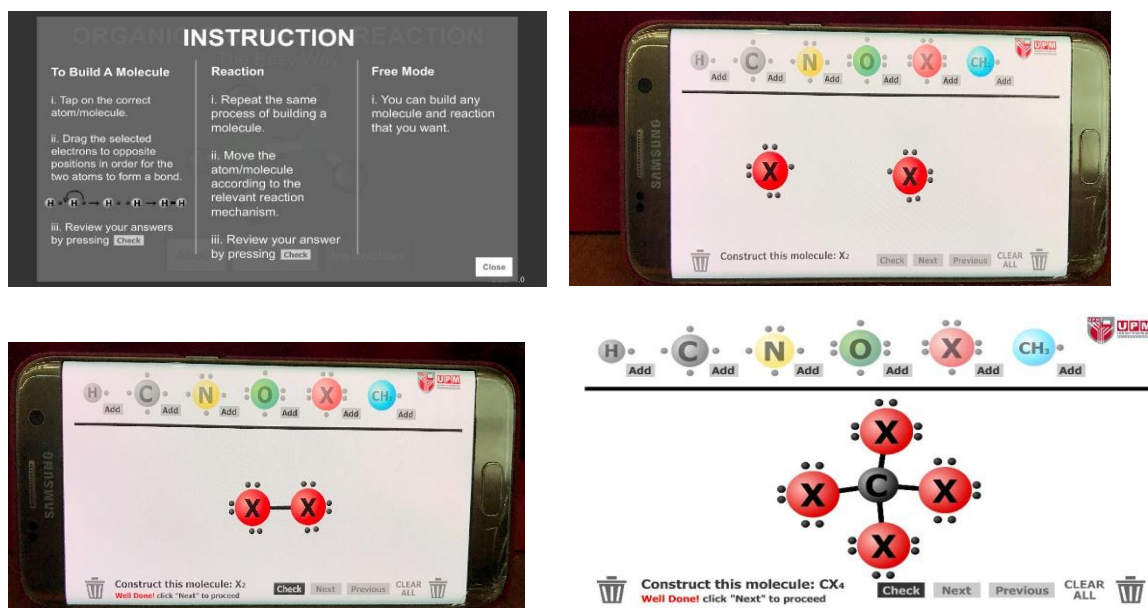 INSTRUCTION
To Build A Molecule
i. Tap on the correct
atom/molecule.
ii. Drag the selected
electrons to opposite
positions in order for the
two atoms to form a bond.
H H → H H → H H
iii. Review your answers
by pressing Check
Reaction
i. Repeat the same
process of building a
molecule.
ii. Move the
atom/molecule
according to the
relevant reaction
mechanism.
iii. Review your answer
by pressing Check
Free Mode
i. You can build any
molecule and reaction
that you want.
Close
SAMSUNG
H C N O X CH₃
Add Add Add Add Add Add
UPM
X X
Construct this molecule: X₂
Check Next Previous CLEAR
ALL
SAMSUNG
H C N O X CH₃
Add Add Add Add Add Add
UPM
X X
Construct this molecule: X₂
Well Done! click "Next" to proceed
Check Next Previous CLEAR
ALL
H C N O X CH₃
Add Add Add Add Add Add
UPM
X
X C X
X
Construct this molecule: CX₄
Well Done! click "Next" to proceed
Check Next Previous CLEAR
ALL